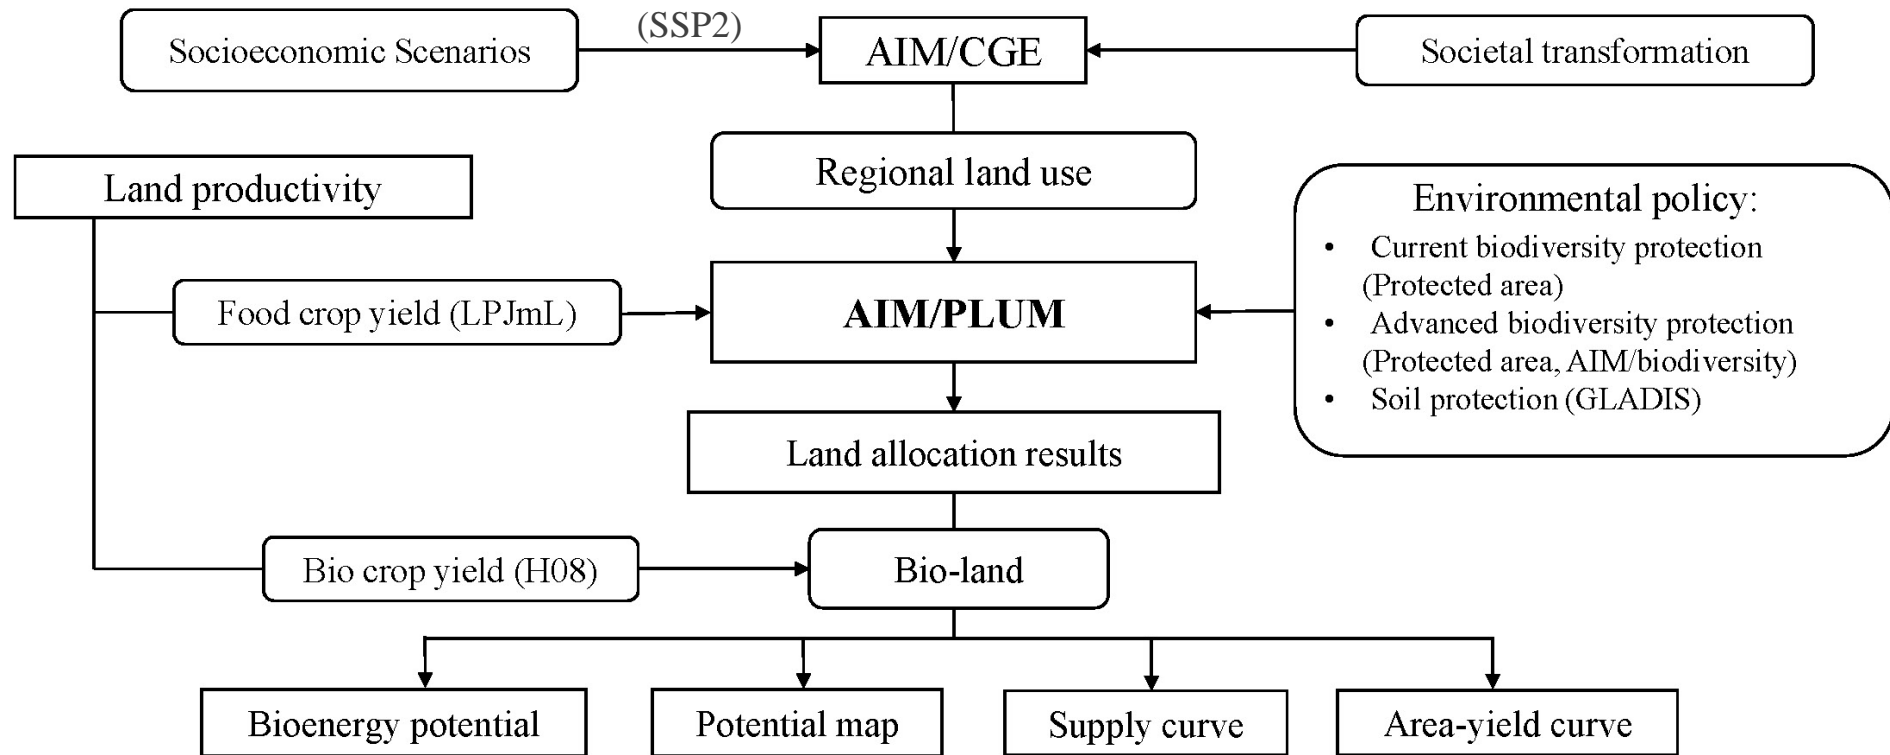 Socioeconomic Scenarios
(SSP2)
AIM/CGE
Societal transformation
Land productivity
Regional land use
Environmental policy:
• Current biodiversity protection
(Protected area)
• Advanced biodiversity protection
(Protected area, AIM/biodiversity)
• Soil protection (GLADIS)
Food crop yield (LPJmL)
AIM/PLUM
Land allocation results
Bio crop yield (H08)
Bio-land
Bioenergy potential
Potential map
Supply curve
Area-yield curve